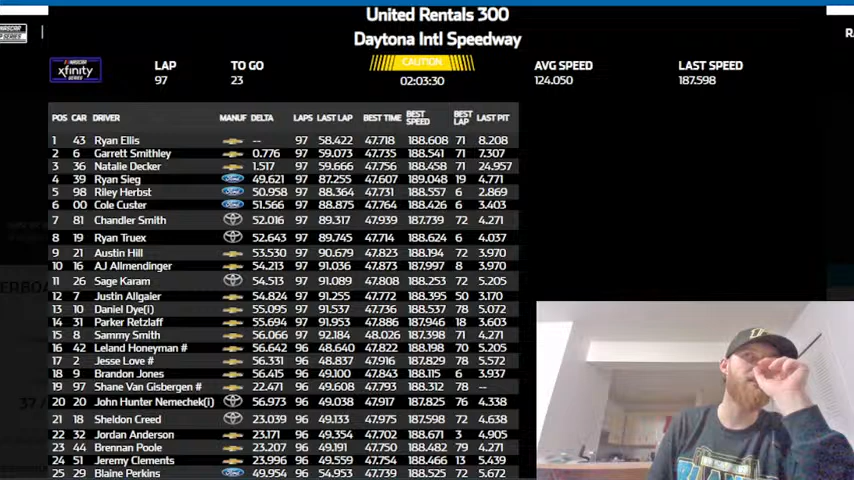 United Rentals 300
Daytona Intl Speedway
NASCAR
xfinity
SERIES
LAP TO GO CAUTION AVG SPEED LAST SPEED
97 23 02:03:30 124.050 187.598
POS CAR DRIVER MANUF DELTA LAPS LAST LAP BEST TIME BEST SPEED BEST LAP LAST PIT
1 43 Ryan Ellis -- 97 58.422 47.718 188.608 71 8.208
2 6 Garrett Smithley 0.776 97 59.073 47.735 188.541 71 7.307
3 36 Natalie Decker 1.517 97 59.666 47.756 188.458 71 24.957
4 39 Ryan Sieg Ford 49.621 97 87.255 47.607 189.048 19 4.771
5 98 Riley Herbst Ford 50.958 97 88.364 47.731 188.557 6 2.869
6 00 Cole Custer Ford 51.566 97 88.875 47.764 188.426 6 3.403
7 81 Chandler Smith 52.016 97 89.317 47.939 187.739 72 4.271
8 19 Ryan Truex 52.643 97 89.745 47.714 188.624 6 4.037
9 21 Austin Hill 53.530 97 90.679 47.823 188.194 72 3.970
10 16 AJ Allmendinger 54.213 97 91.036 47.873 187.997 8 3.970
11 26 Sage Karam 54.513 97 91.089 47.808 188.253 72 5.205
12 7 Justin Allgaier 54.824 97 91.255 47.772 188.395 50 3.170
13 10 Daniel Dye(i) 55.095 97 91.537 47.736 188.537 78 5.072
14 31 Parker Retzlaff 55.694 97 91.953 47.886 187.946 18 3.603
15 8 Sammy Smith 56.066 97 92.184 48.026 187.398 71 4.271
16 42 Leland Honeyman # 56.642 96 48.640 47.822 188.198 70 5.205
17 2 Jesse Love # 56.331 96 48.837 47.916 187.829 78 5.572
18 9 Brandon Jones 56.415 96 49.100 47.843 188.115 6 3.937
19 97 Shane Van Gisbergen # 22.471 96 49.608 47.793 188.312 78 --
20 20 John Hunter Nemechek(i) 56.973 96 49.038 47.917 187.825 76 4.338
21 18 Sheldon Creed 23.039 96 49.133 47.975 187.598 72 4.638
22 32 Jordan Anderson 23.171 96 49.354 47.702 188.671 3 4.905
23 44 Brennan Poole 23.207 96 49.191 47.750 188.482 79 4.271
24 51 Jeremy Clements 23.996 96 49.559 47.754 188.466 13 5.439
25 29 Blaine Perkins Ford 49.954 96 54.953 47.739 188.525 72 5.672